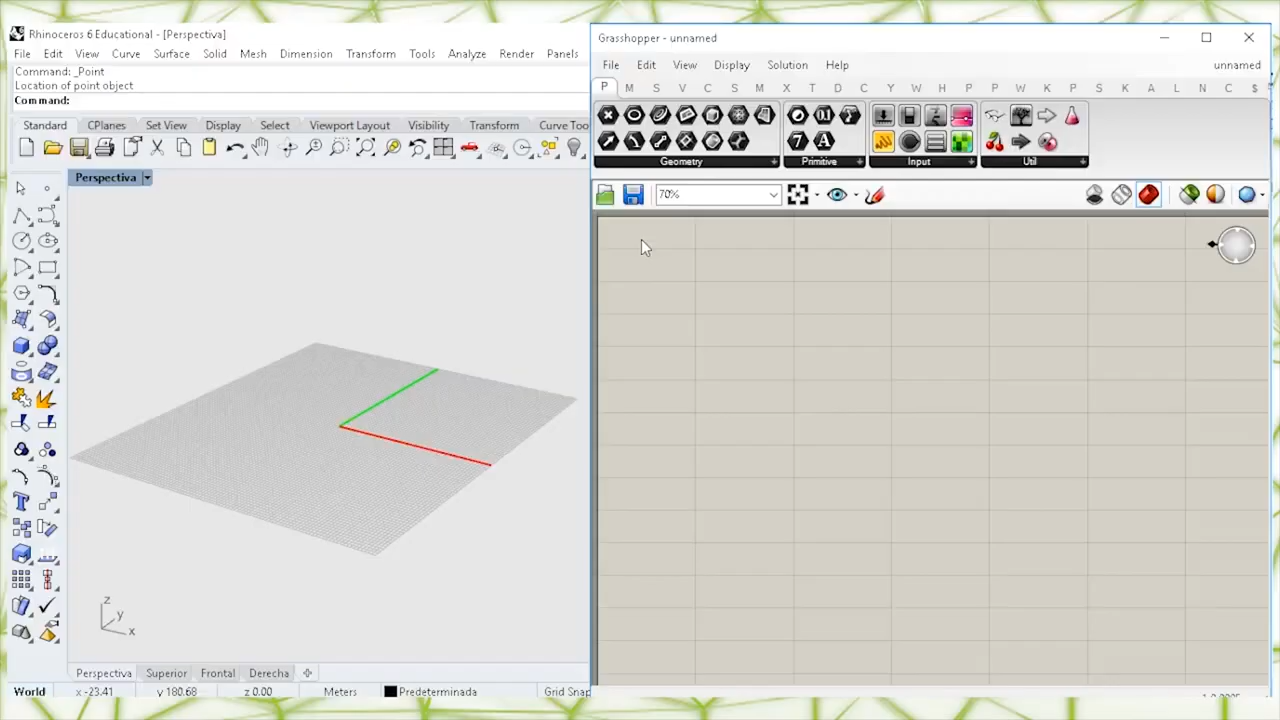 Rhinoceros 6 Educational - [Perspectiva]
File Edit View Curve Surface Solid Mesh Dimension Transform Tools Analyze Render Panels
Command: _Point
Location of point object
Command:
Standard CPlanes Set View Display Select Viewport Layout Visibility Transform Curve Too
Perspectiva
z
y
x
Perspectiva Superior Frontal Derecha
World x -23.41 y 180.68 z 0.00 Meters Predeterminada Grid Snap
Grasshopper - unnamed
File Edit View Display Solution Help unnamed
P M S V C S M I T D C Y W H P P W K P S K A L N C $
Geometry Primitive Input Util
70%